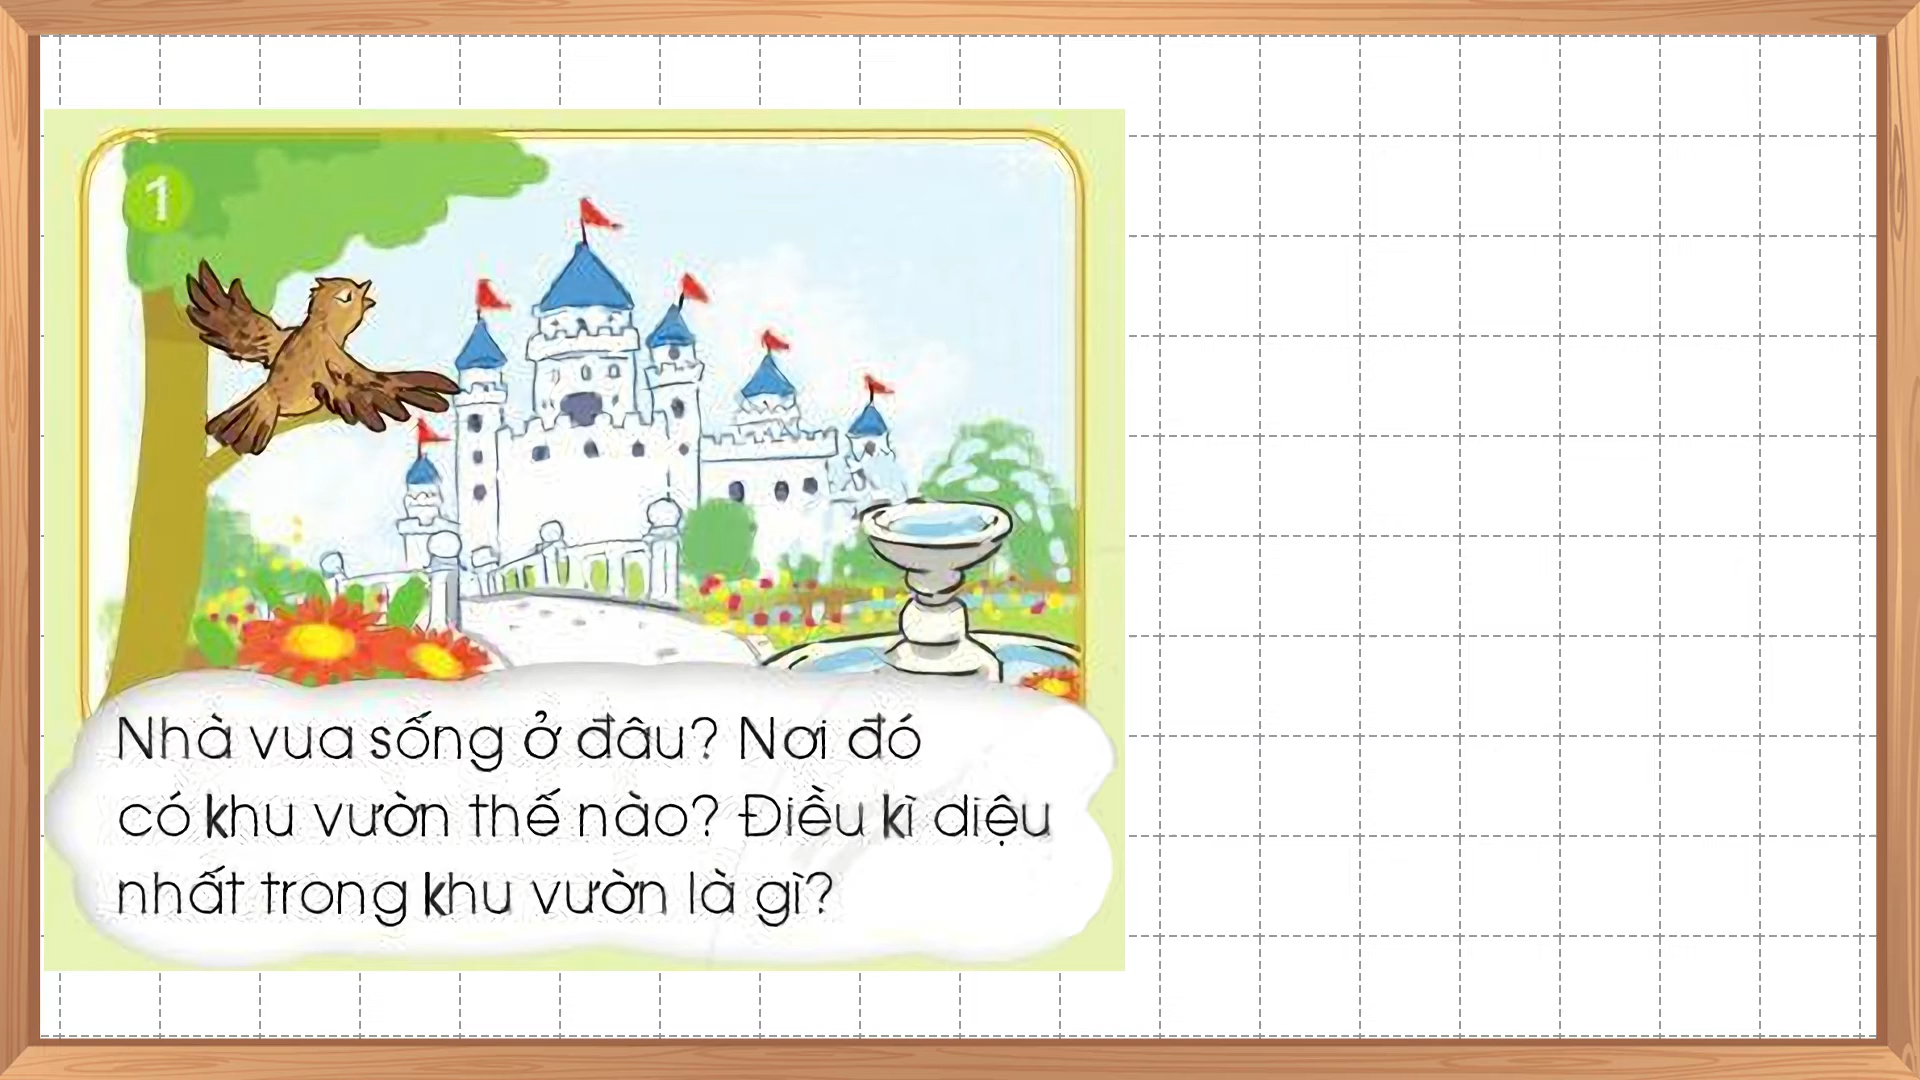 1
Nhà vua sống ở đâu? Nơi đó
có khu vườn thế nào? Điều kì diệu
nhất trong khu vườn là gì?